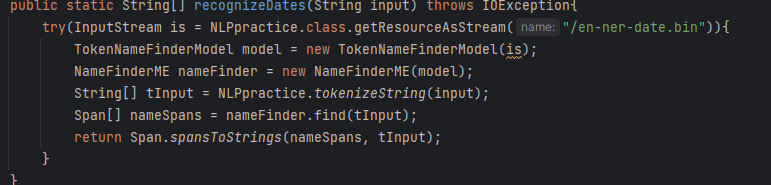 public static String[] recognizeDates(String input) throws IOException{
try(InputStream is = NLPpractice.class.getResourceAsStream( name: "/en-ner-date.bin")){
TokenNameFinderModel model = new TokenNameFinderModel(is);
NameFinderME nameFinder = new NameFinderME(model);
String[] tInput = NLPpractice.tokenizeString(input);
Span[] nameSpans = nameFinder.find(tInput);
return Span.spansToStrings(nameSpans, tInput);
}
}